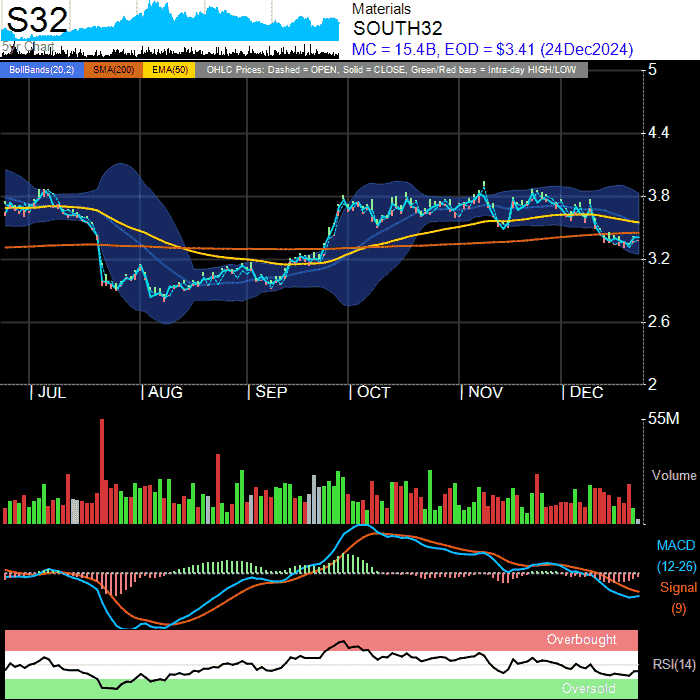 S32
5yr Chart
Materials
SOUTH32
MC = 15.4B, EOD = $3.41 (24Dec2024)
BollBands(20,2) SMA(200) EMA(50) OHLC Prices: Dashed = OPEN, Solid = CLOSE, Green/Red bars = Intra-day HIGH/LOW
5
4.4
3.8
3.2
2.6
2
JUL AUG SEP OCT NOV DEC
55M
Volume
MACD
(12-26)
Signal
(9)
Overbought
RSI(14)
Oversold